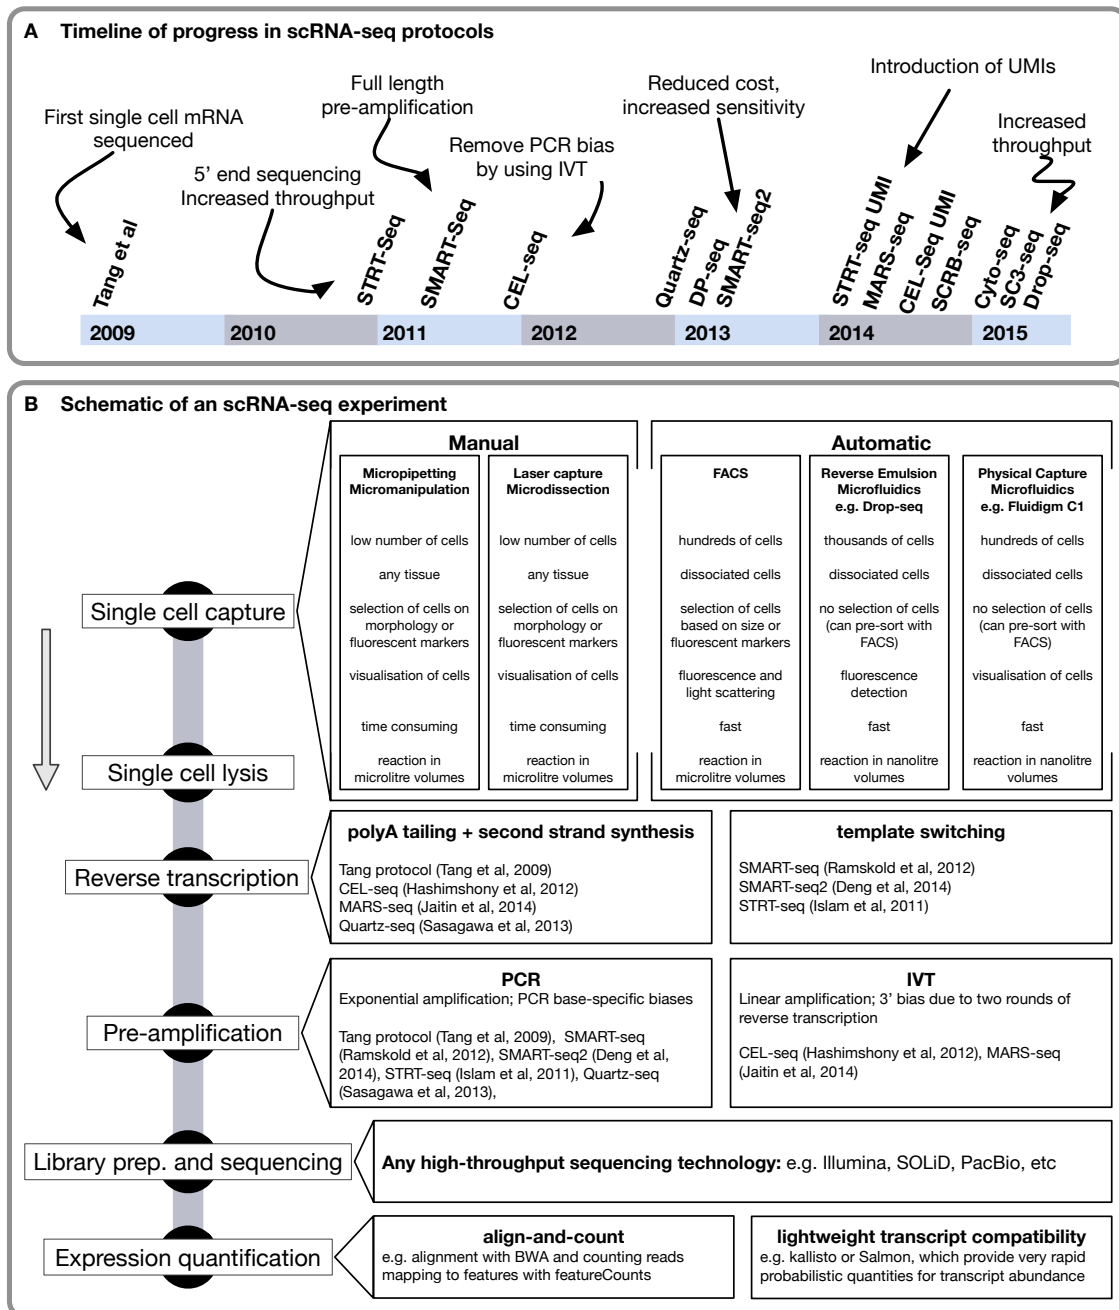 A Timeline of progress in scRNA-seq protocols
First single cell mRNA
sequenced
5’ end sequencing
Increased throughput
Full length
pre-amplification
Remove PCR bias
by using IVT
Reduced cost,
increased sensitivity
Introduction of UMIs
Increased
throughput
Tang et al
STRT-Seq
SMART-Seq
CEL-seq
Quartz-seq
DP-seq
SMART-seq2
STRT-seq UMI
MARS-seq
CEL-Seq UMI
SCRB-seq
Cyto-seq
SC3-seq
Drop-seq
2009 2010 2011 2012 2013 2014 2015
B Schematic of an scRNA-seq experiment
Single cell capture
Single cell lysis
Manual
Micropipetting
Micromanipulation
low number of cells
any tissue
selection of cells on
morphology or
fluorescent markers
visualisation of cells
time consuming
reaction in
microlitre volumes
Laser capture
Microdissection
low number of cells
any tissue
selection of cells on
morphology or
fluorescent markers
visualisation of cells
time consuming
reaction in
microlitre volumes
Automatic
FACS
hundreds of cells
dissociated cells
selection of cells
based on size or
fluorescent markers
fluorescence and
light scattering
fast
reaction in
microlitre volumes
Reverse Emulsion
Microfluidics
e.g. Drop-seq
thousands of cells
dissociated cells
no selection of cells
(can pre-sort with
FACS)
fluorescence
detection
fast
reaction in nanolitre
volumes
Physical Capture
Microfluidics
e.g. Fluidigm C1
hundreds of cells
dissociated cells
no selection of cells
(can pre-sort with
FACS)
visualisation of cells
fast
reaction in nanolitre
volumes
Reverse transcription
polyA tailing + second strand synthesis
Tang protocol (Tang et al, 2009)
CEL-seq (Hashimshony et al, 2012)
MARS-seq (Jaitin et al, 2014)
Quartz-seq (Sasagawa et al, 2013)
template switching
SMART-seq (Ramskold et al, 2012)
SMART-seq2 (Deng et al, 2014)
STRT-seq (Islam et al, 2011)
Pre-amplification
PCR
Exponential amplification; PCR base-specific biases
Tang protocol (Tang et al, 2009), SMART-seq
(Ramskold et al, 2012), SMART-seq2 (Deng et al,
2014), STRT-seq (Islam et al, 2011), Quartz-seq
(Sasagawa et al, 2013),
IVT
Linear amplification; 3’ bias due to two rounds of
reverse transcription
CEL-seq (Hashimshony et al, 2012), MARS-seq
(Jaitin et al, 2014)
Library prep. and sequencing
Any high-throughput sequencing technology: e.g. Illumina, SOLiD, PacBio, etc
Expression quantification
align-and-count
e.g. alignment with BWA and counting reads
mapping to features with featureCounts
lightweight transcript compatibility
e.g. kallisto or Salmon, which provide very rapid
probabilistic quantities for transcript abundance